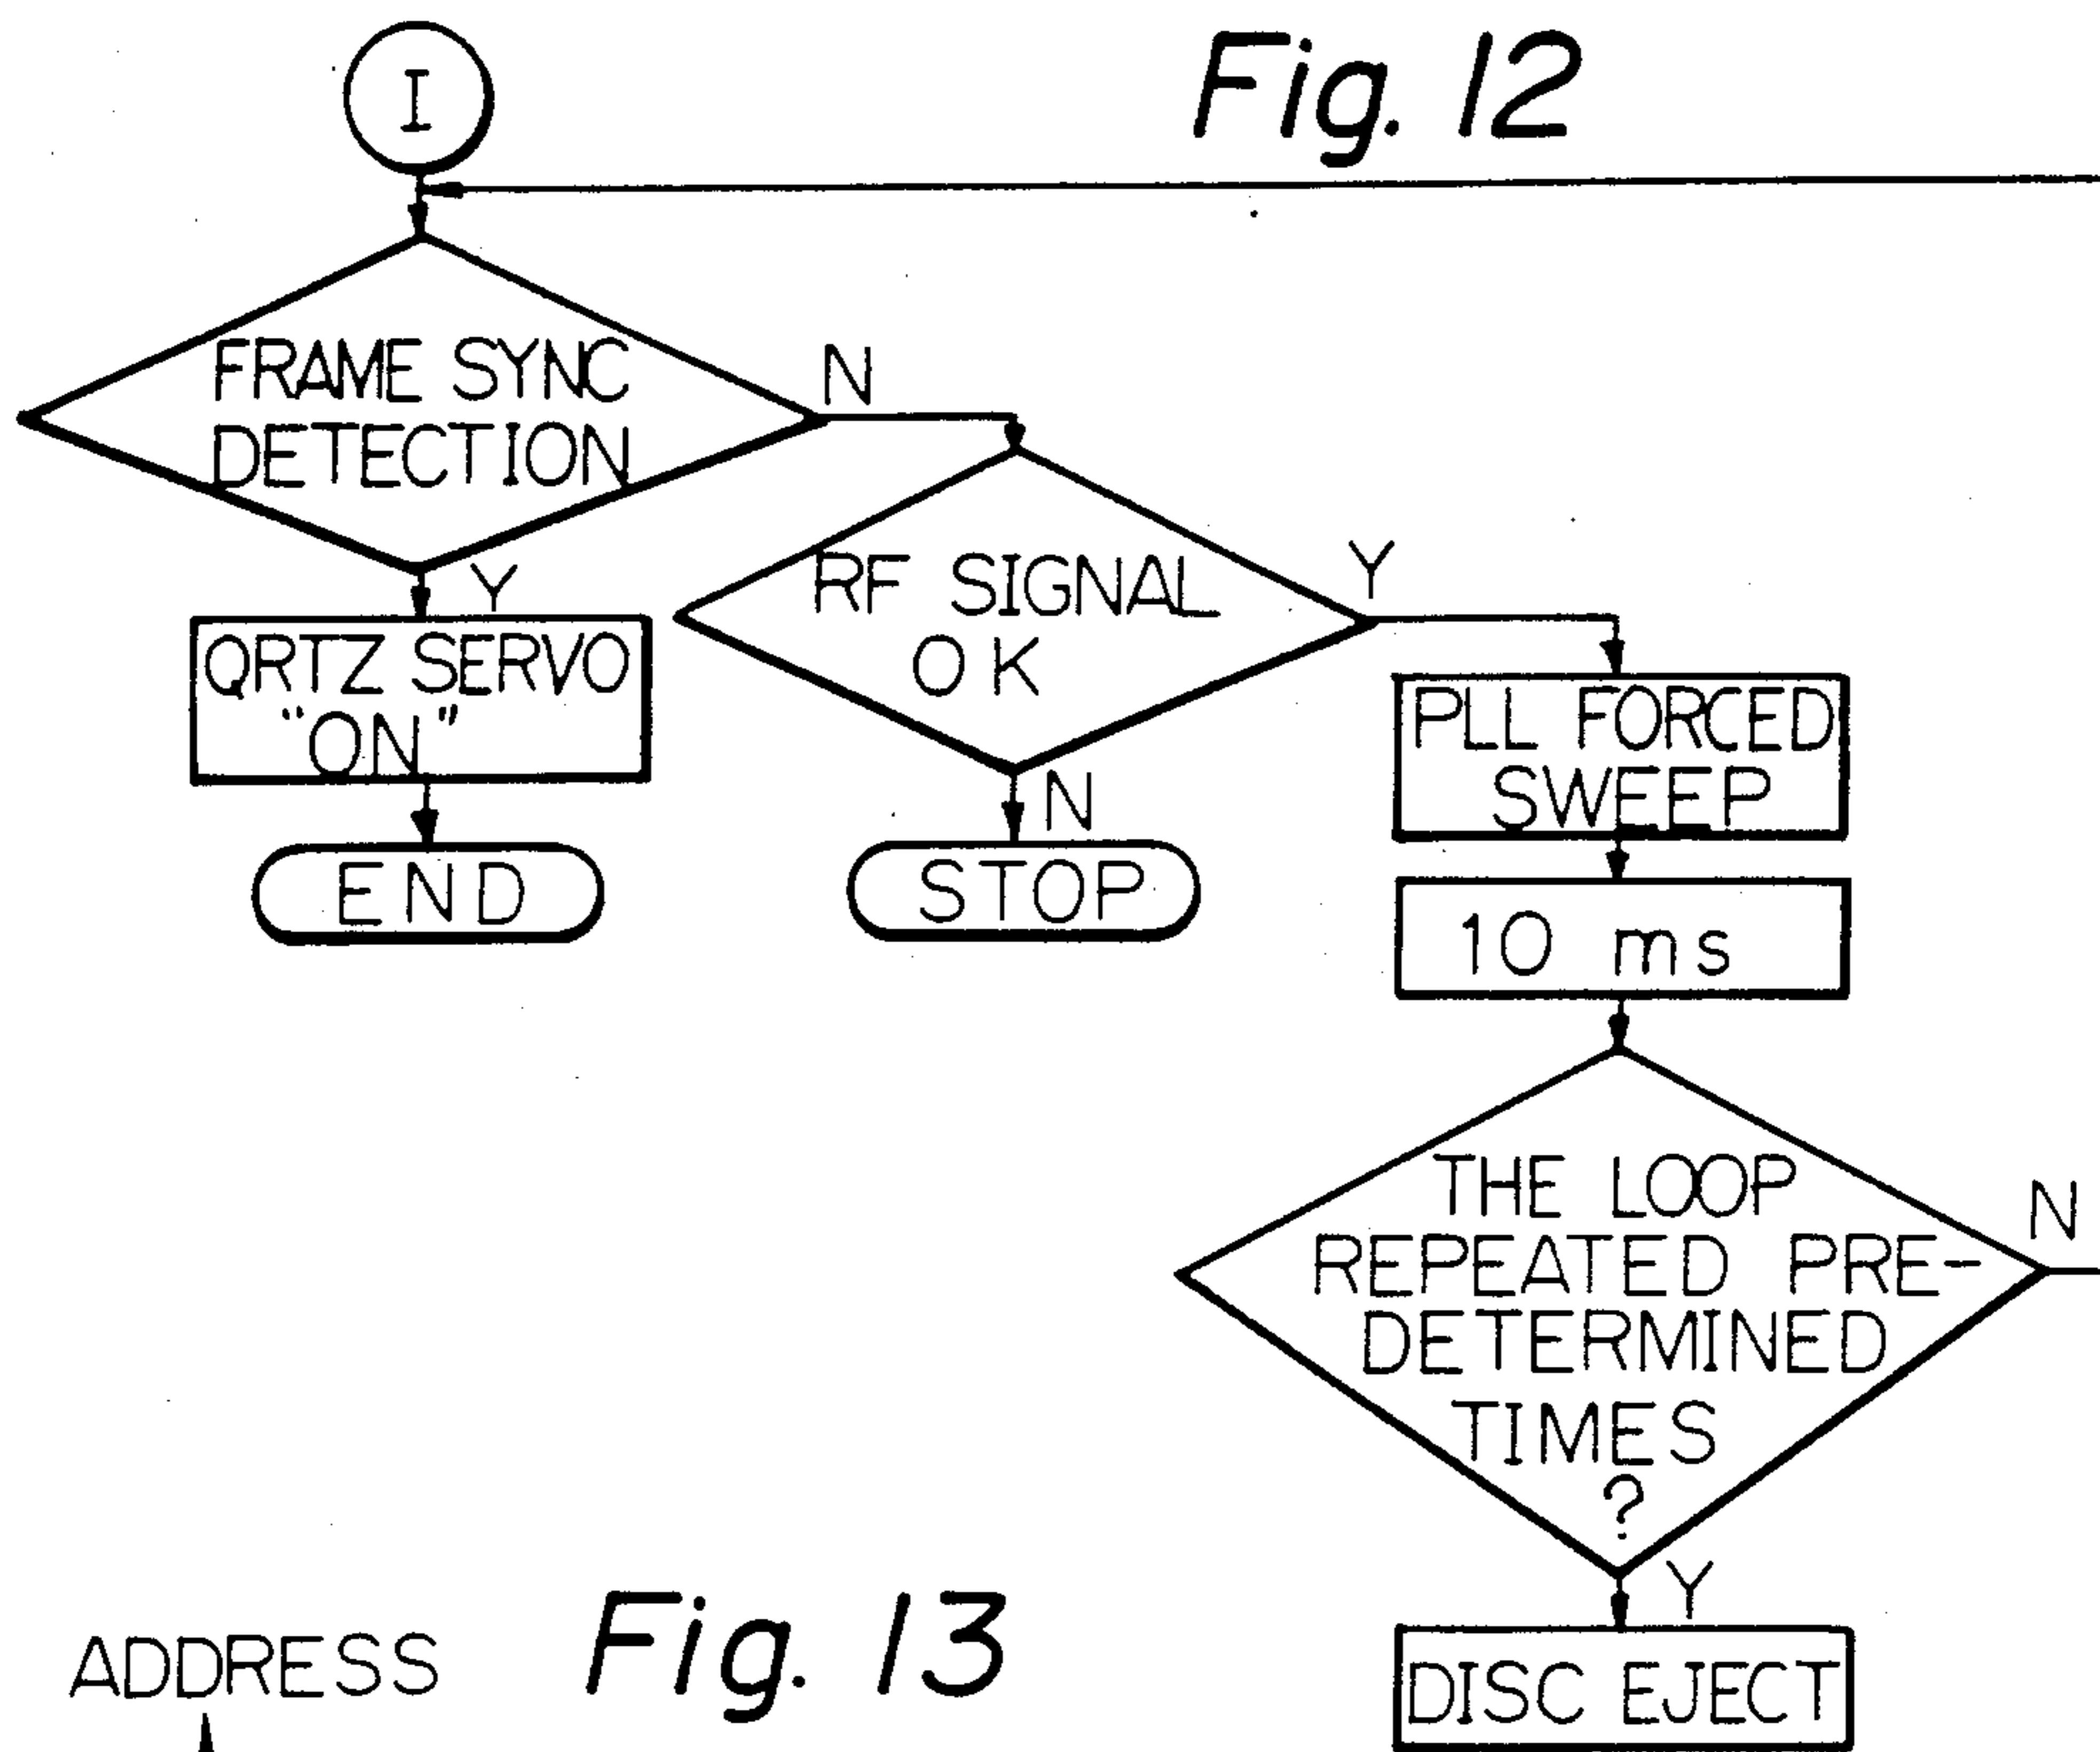 I
Fig. 12
FRAME SYNC
DETECTION
N
Y
QRTZ SERVO
"ON"
END
RF SIGNAL
OK
Y
N
STOP
PLL FORCED
SWEEP
10 ms
THE LOOP
REPEATED PRE-
DETERMINED
TIMES
?
N
Y
DISC EJECT
Fig. 13
ADDRESS